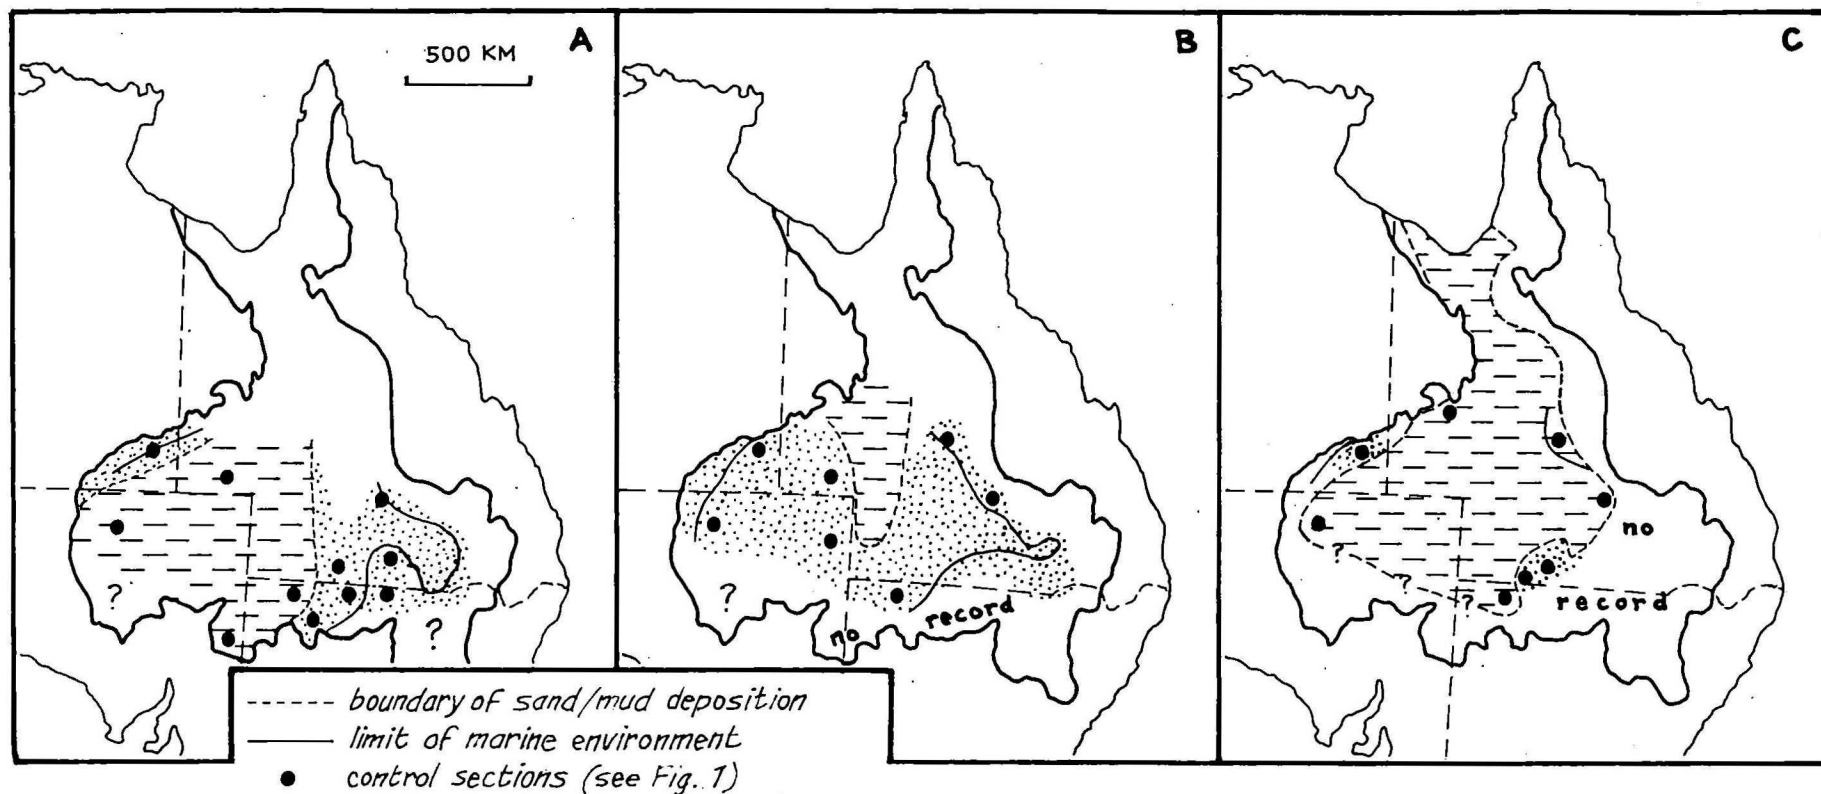 A
500 KM
?
?
B
?
no
record
C
?
?
?
no
record
boundary of sand/mud deposition
limit of marine environment
control sections (see Fig. 1)